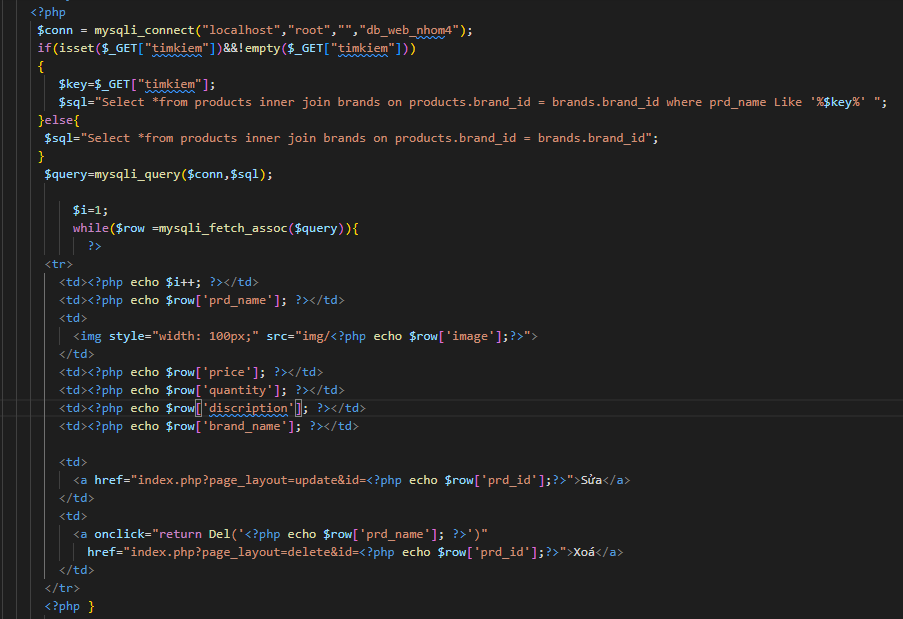 <?php
$conn = mysqli_connect("localhost","root","","db_web_nhom4");
if(isset($_GET["timkiem"])&&!empty($_GET["timkiem"]))
{
$key=$_GET["timkiem"];
$sql="Select *from products inner join brands on products.brand_id = brands.brand_id where prd_name Like '%$key%' ";
}else{
$sql="Select *from products inner join brands on products.brand_id = brands.brand_id";
}
$query=mysqli_query($conn,$sql);
$i=1;
while($row =mysqli_fetch_assoc($query)){
?>
<tr>
<td><?php echo $i++; ?></td>
<td><?php echo $row['prd_name']; ?></td>
<td>
<img style="width: 100px;" src="img/<?php echo $row['image'];?>">
</td>
<td><?php echo $row['price']; ?></td>
<td><?php echo $row['quantity']; ?></td>
<td><?php echo $row['discription']; ?></td>
<td><?php echo $row['brand_name']; ?></td>
<td>
<a href="index.php?page_layout=update&id=<?php echo $row['prd_id'];?>">Sửa</a>
</td>
<td>
<a onclick="return Del('<?php echo $row['prd_name']; ?>')"
href="index.php?page_layout=delete&id=<?php echo $row['prd_id'];?>">Xoá</a>
</td>
</tr>
<?php }